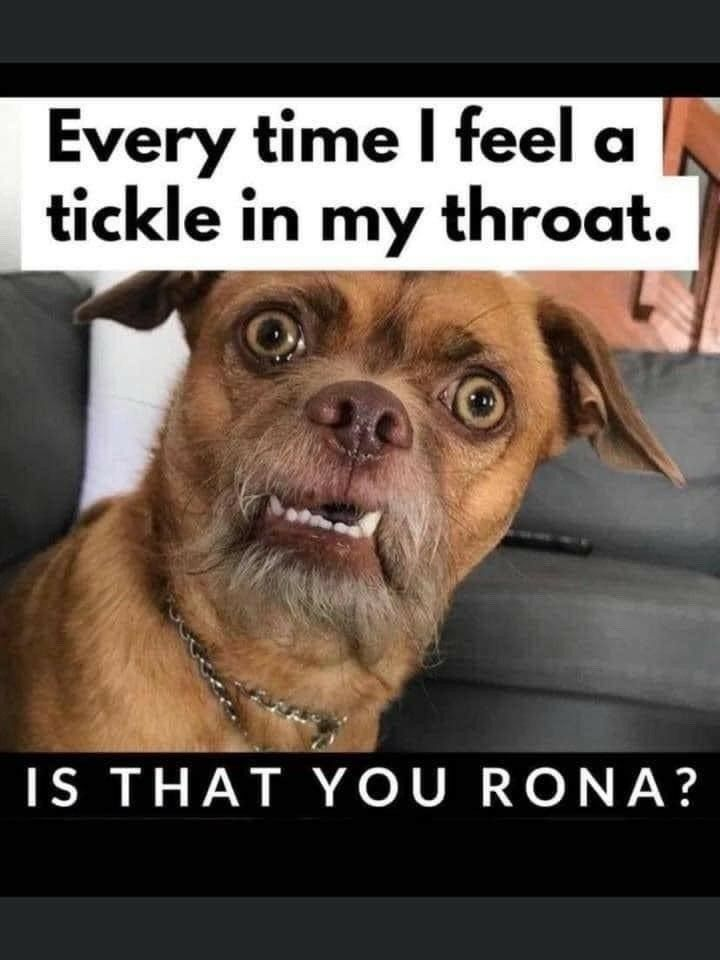 Every time I feel a
tickle in my throat.
IS THAT YOU RONA?